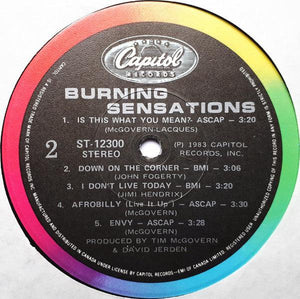 Capitol
RECORDS
BURNING
SENSATIONS
1. IS THIS WHAT YOU MEAN?- ASCAP - 3:20
(McGOVERN-LACQUES)
2
ST-12300
STEREO
℗ 1983 CAPITOL
RECORDS, INC.
2. DOWN ON THE CORNER - BMI - 3:06
(JOHN FOGERTY)
3. I DON'T LIVE TODAY - BMI - 3:31
(JIMI HENDRIX)
4. AFROBILLY (Live It Up) - ASCAP - 3:30
(McGOVERN)
5. ENVY - ASCAP - 3:28
(McGOVERN)
PRODUCED BY TIM McGOVERN
& DAVID JERDEN